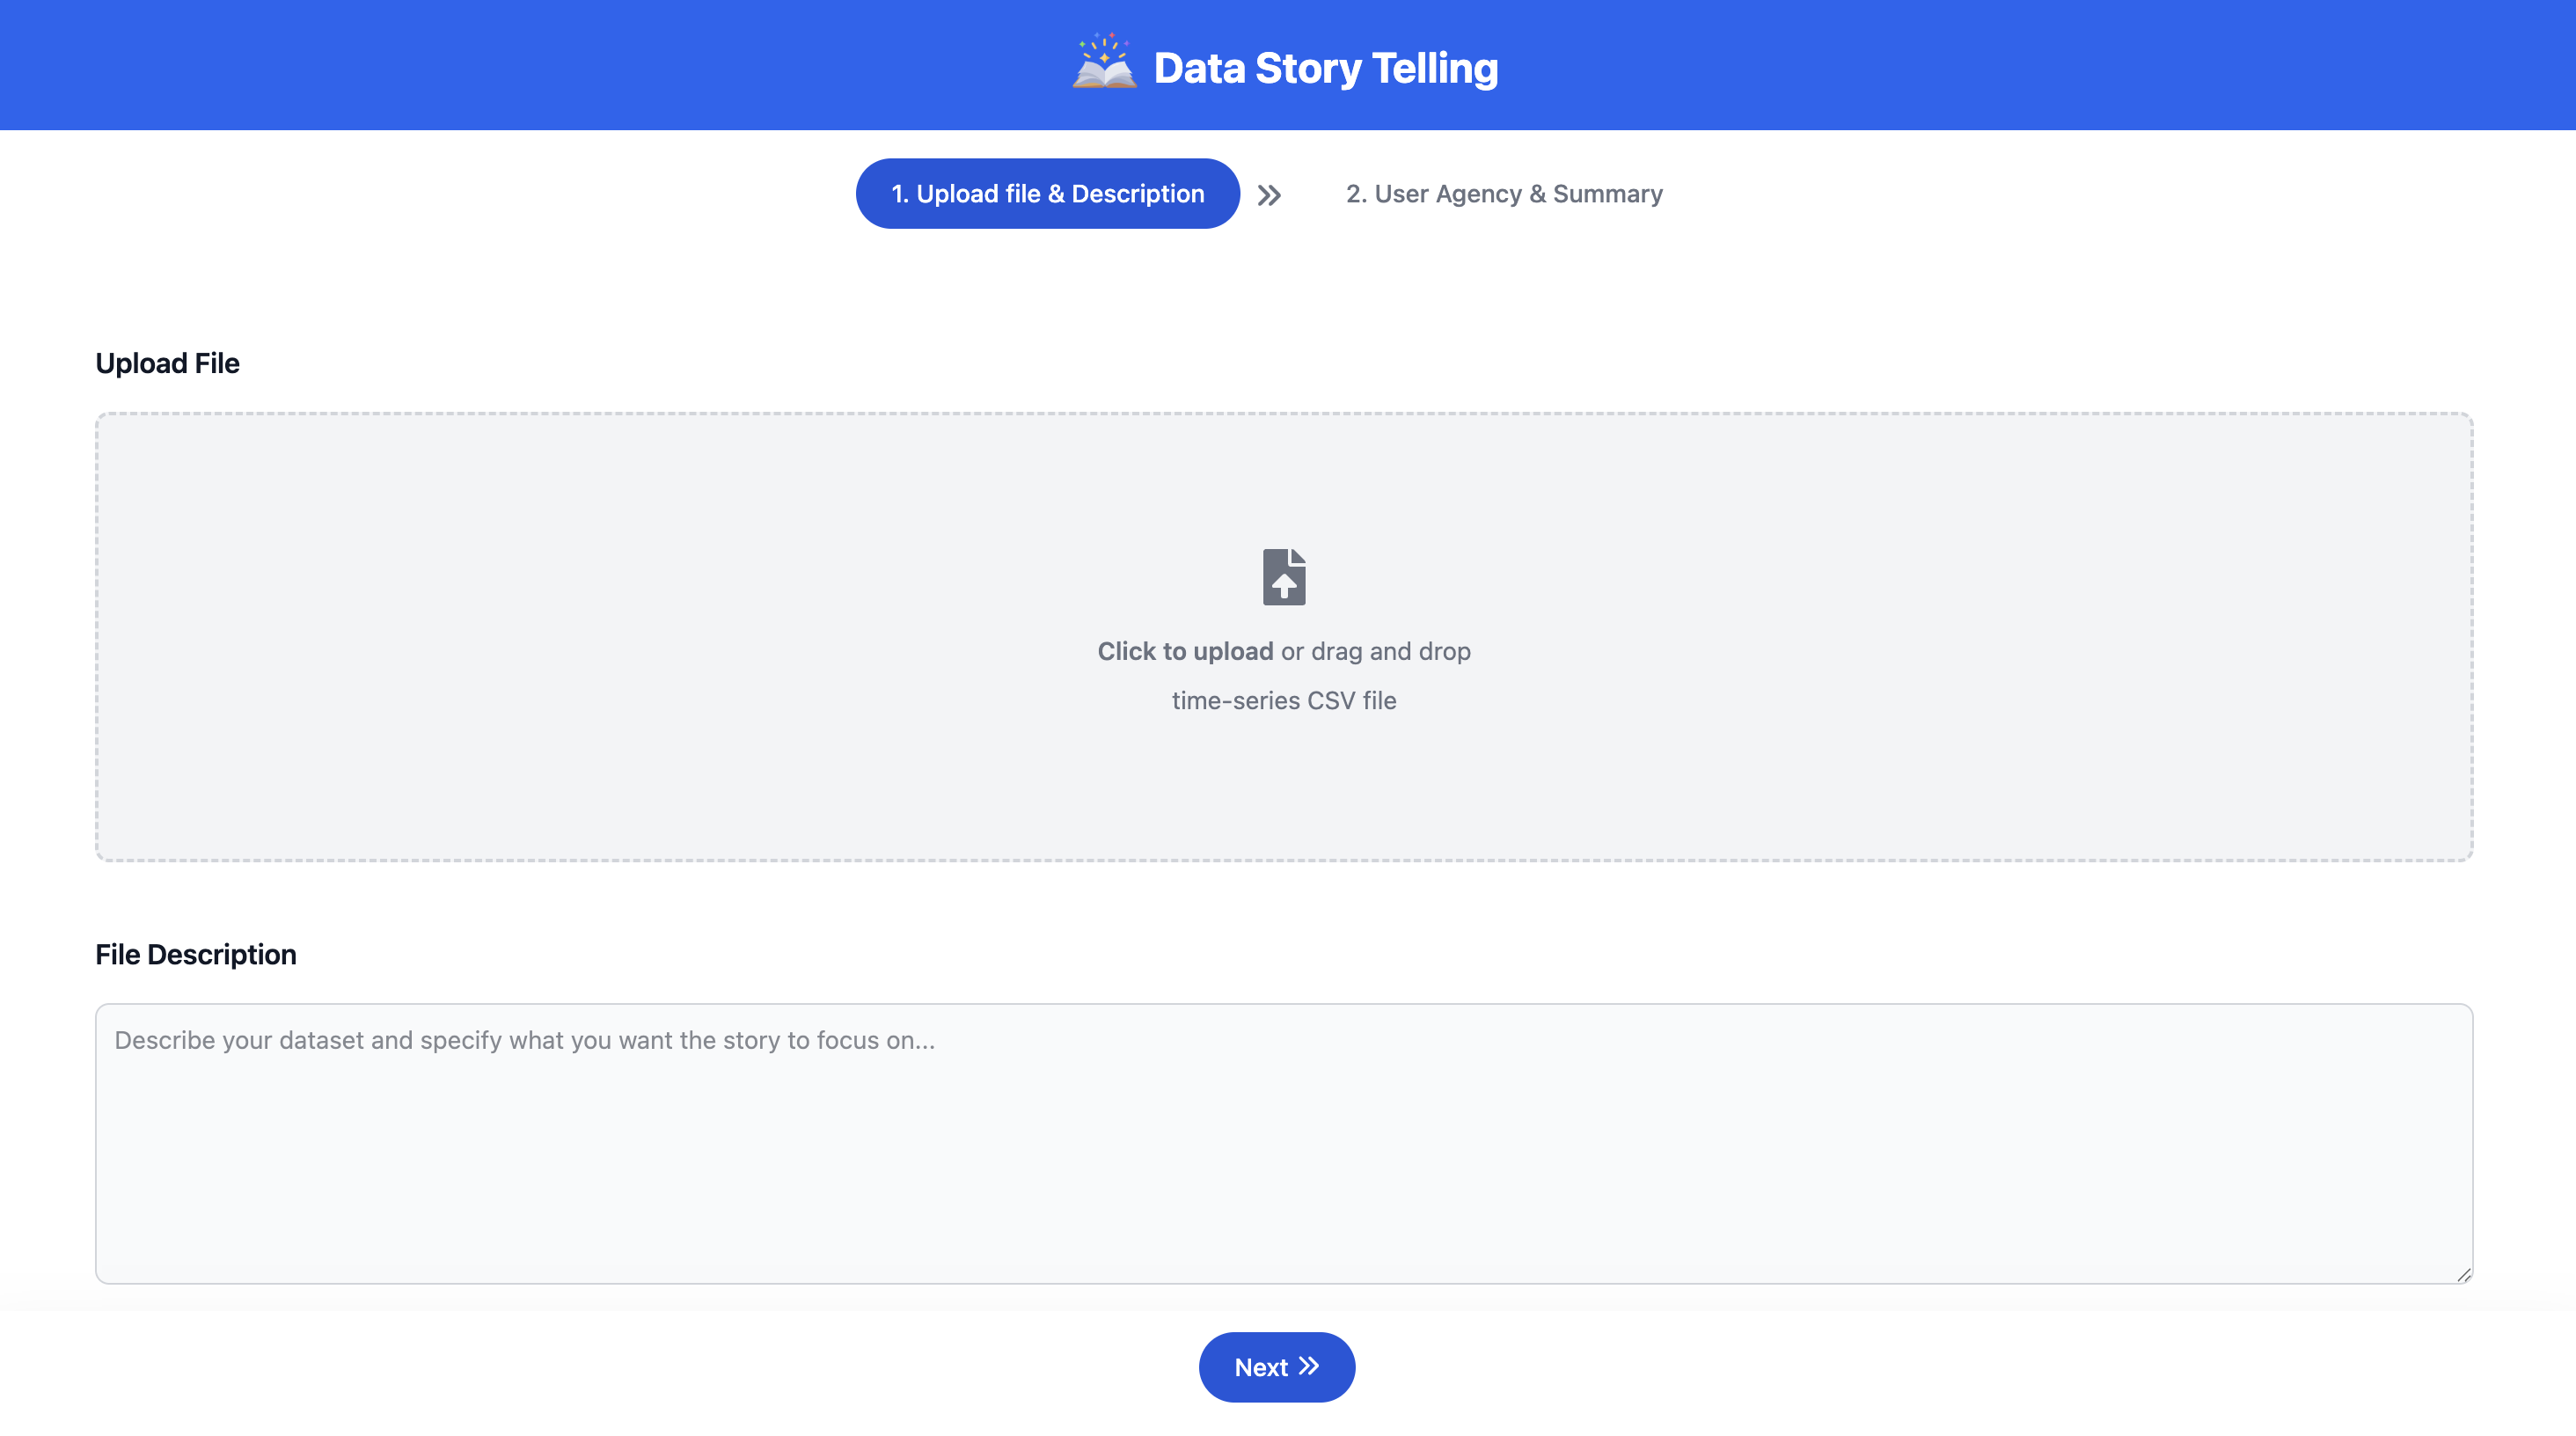 Data Story Telling
1. Upload file & Description
2. User Agency & Summary
Upload File
Click to upload or drag and drop
time-series CSV file
File Description
Describe your dataset and specify what you want the story to focus on...
Next